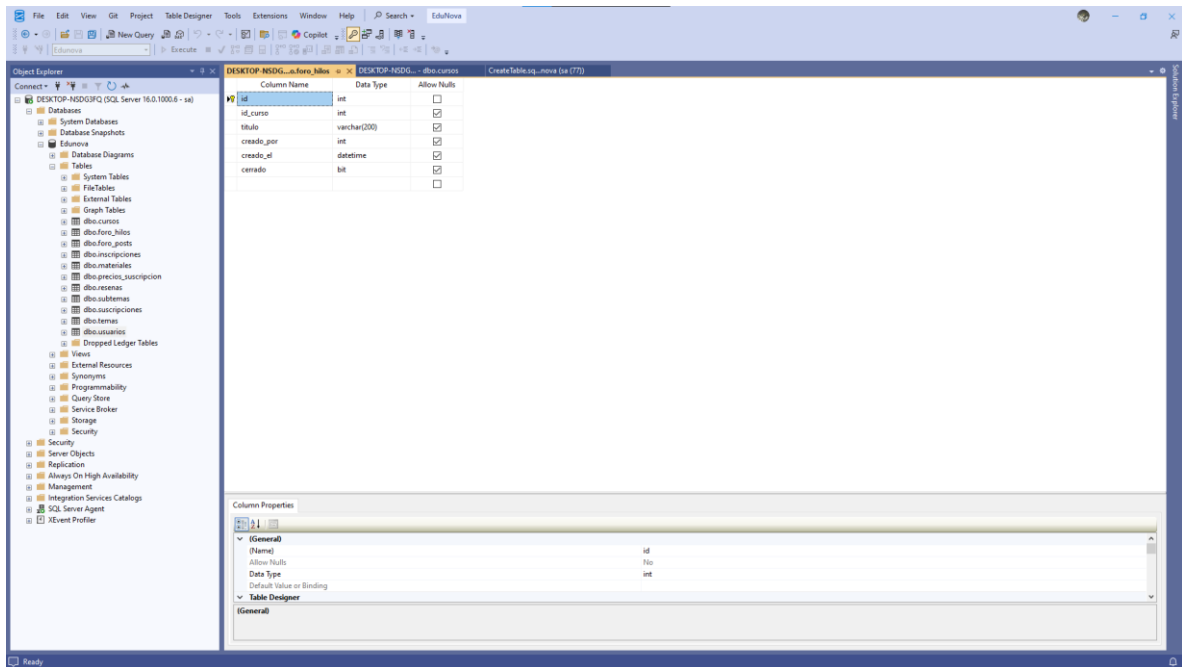 File Edit View Git Project Table Designer Tools Extensions Window Help Search EduNova
New Query Copilot
Edunova Execute
Object Explorer
Connect
DESKTOP-NSDG3FQ (SQL Server 16.0.1000.6 - sa)
Databases
System Databases
Database Snapshots
Edunova
Database Diagrams
Tables
System Tables
FileTables
External Tables
Graph Tables
dbo.cursos
dbo.foro_hilos
dbo.foro_posts
dbo.inscripciones
dbo.materiales
dbo.precios_suscripcion
dbo.resenas
dbo.subtemas
dbo.suscripciones
dbo.temas
dbo.usuarios
Dropped Ledger Tables
Views
External Resources
Synonyms
Programmability
Query Store
Service Broker
Storage
Security
Security
Server Objects
Replication
Always On High Availability
Management
Integration Services Catalogs
SQL Server Agent
XEvent Profiler
DESKTOP-NSDG...o.foro_hilos DESKTOP-NSDG... - dbo.cursos CreateTable.sq...nova (sa (77))
Column Name Data Type Allow Nulls
id int
id_curso int
titulo varchar(200)
creado_por int
creado_el datetime
cerrado bit
Column Properties
(General)
(Name) id
Allow Nulls No
Data Type int
Default Value or Binding
Table Designer
(General)
Solution Explorer
Ready